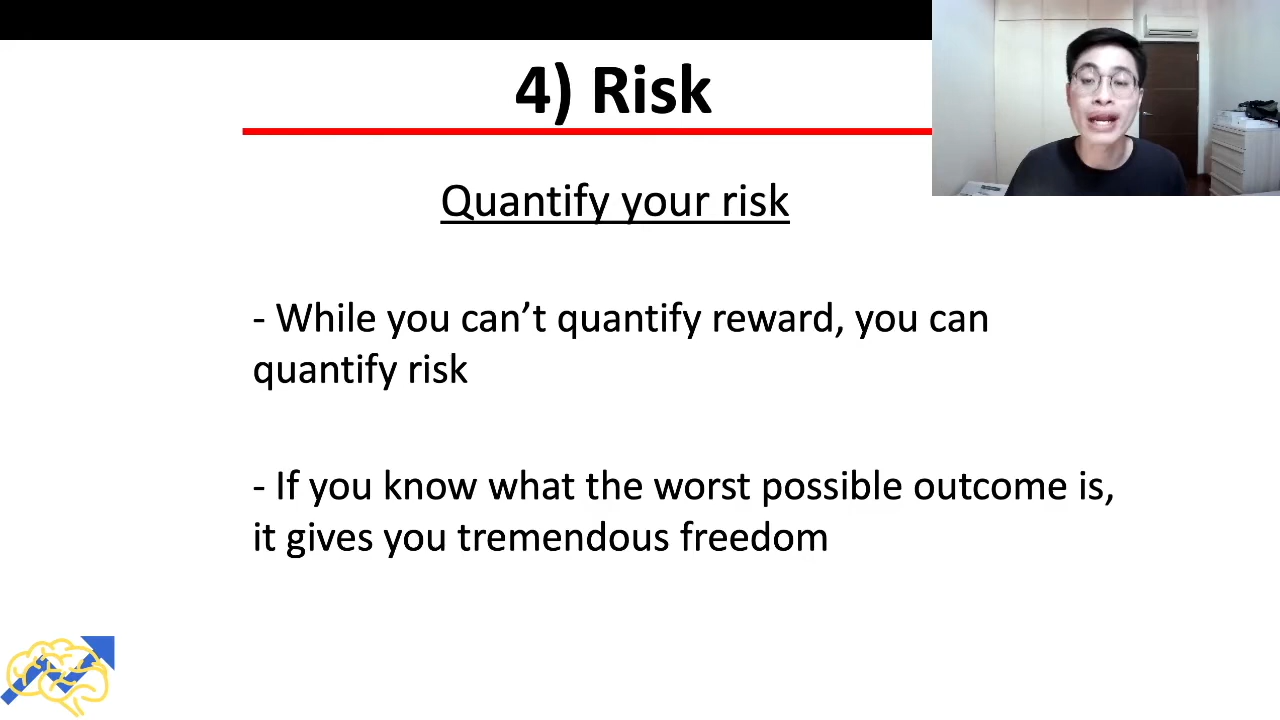 4) Risk
Quantify your risk
- While you can’t quantify reward, you can
quantify risk
- If you know what the worst possible outcome is,
it gives you tremendous freedom